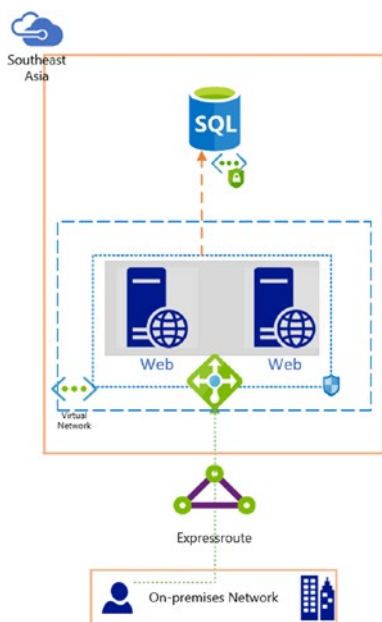 Southeast
Asia
SQL
Web Web
Virtual
Network
Expressroute
On-premises Network